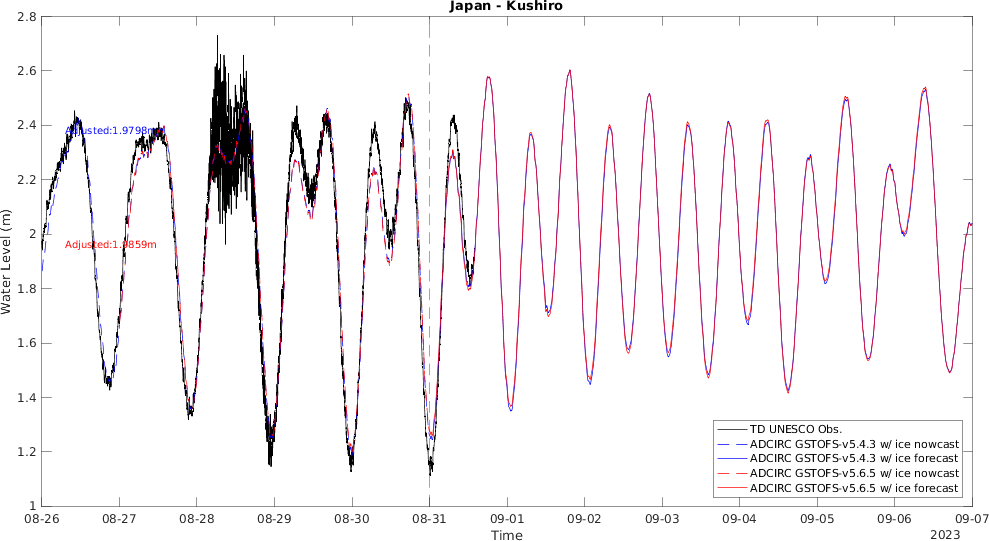 Japan - Kushiro
2.8
2.6
2.4
2.2
2
1.8
1.6
1.4
1.2
1
Water Level (m)
Adjusted:1.9798m
Adjusted:1.9859m
TD UNESCO Obs.
ADCIRC GSTOFS-v5.4.3 w/ ice nowcast
ADCIRC GSTOFS-v5.4.3 w/ ice forecast
ADCIRC GSTOFS-v5.6.5 w/ ice nowcast
ADCIRC GSTOFS-v5.6.5 w/ ice forecast
08-26 08-27 08-28 08-29 08-30 08-31 09-01 09-02 09-03 09-04 09-05 09-06 09-07
Time
2023